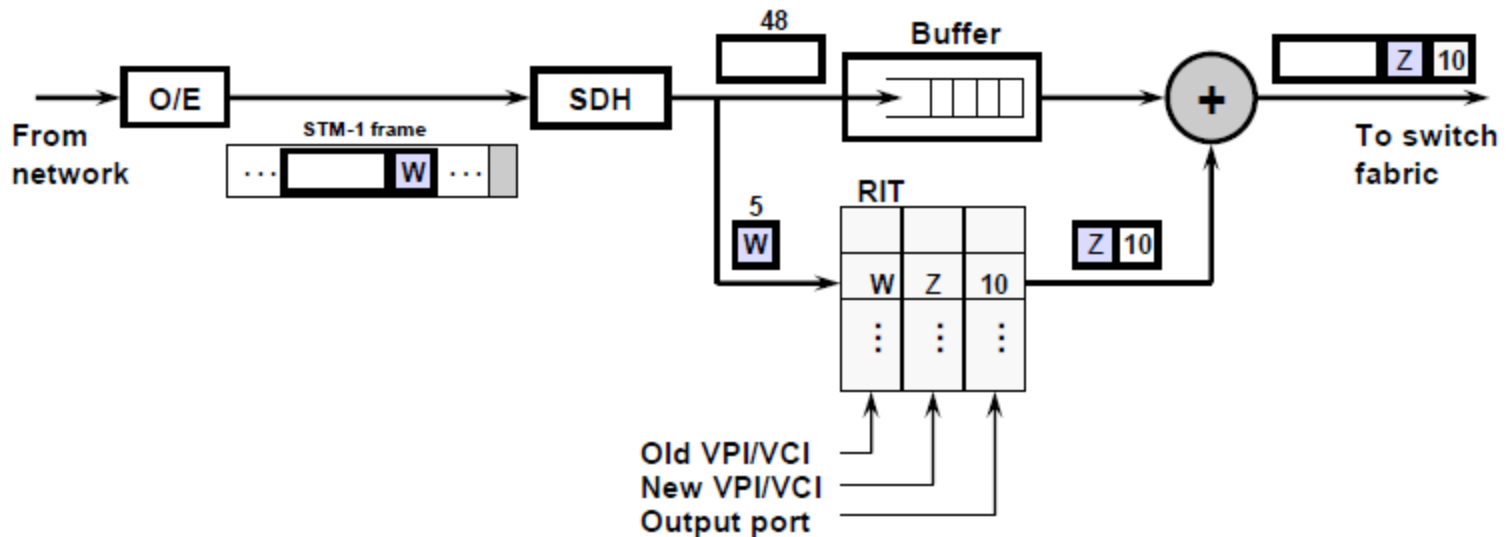 48
Buffer
Z 10
O/E
SDH
+
From
network
STM-1 frame
... W ...
To switch
fabric
5
W
RIT
Z 10
W Z 10
⋮ ⋮ ⋮
Old VPI/VCI
New VPI/VCI
Output port